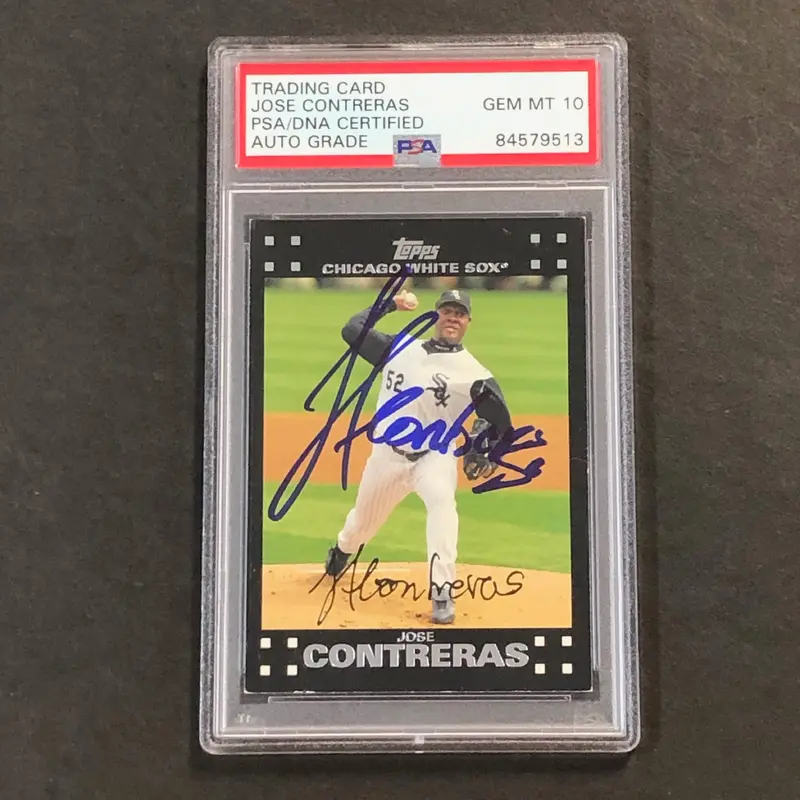 TRADING CARD
JOSE CONTRERAS
PSA/DNA CERTIFIED
AUTO GRADE
GEM MT 10
84579513
PSA
Topps
CHICAGO WHITE SOX
52
Sox
JOSE
CONTRERAS